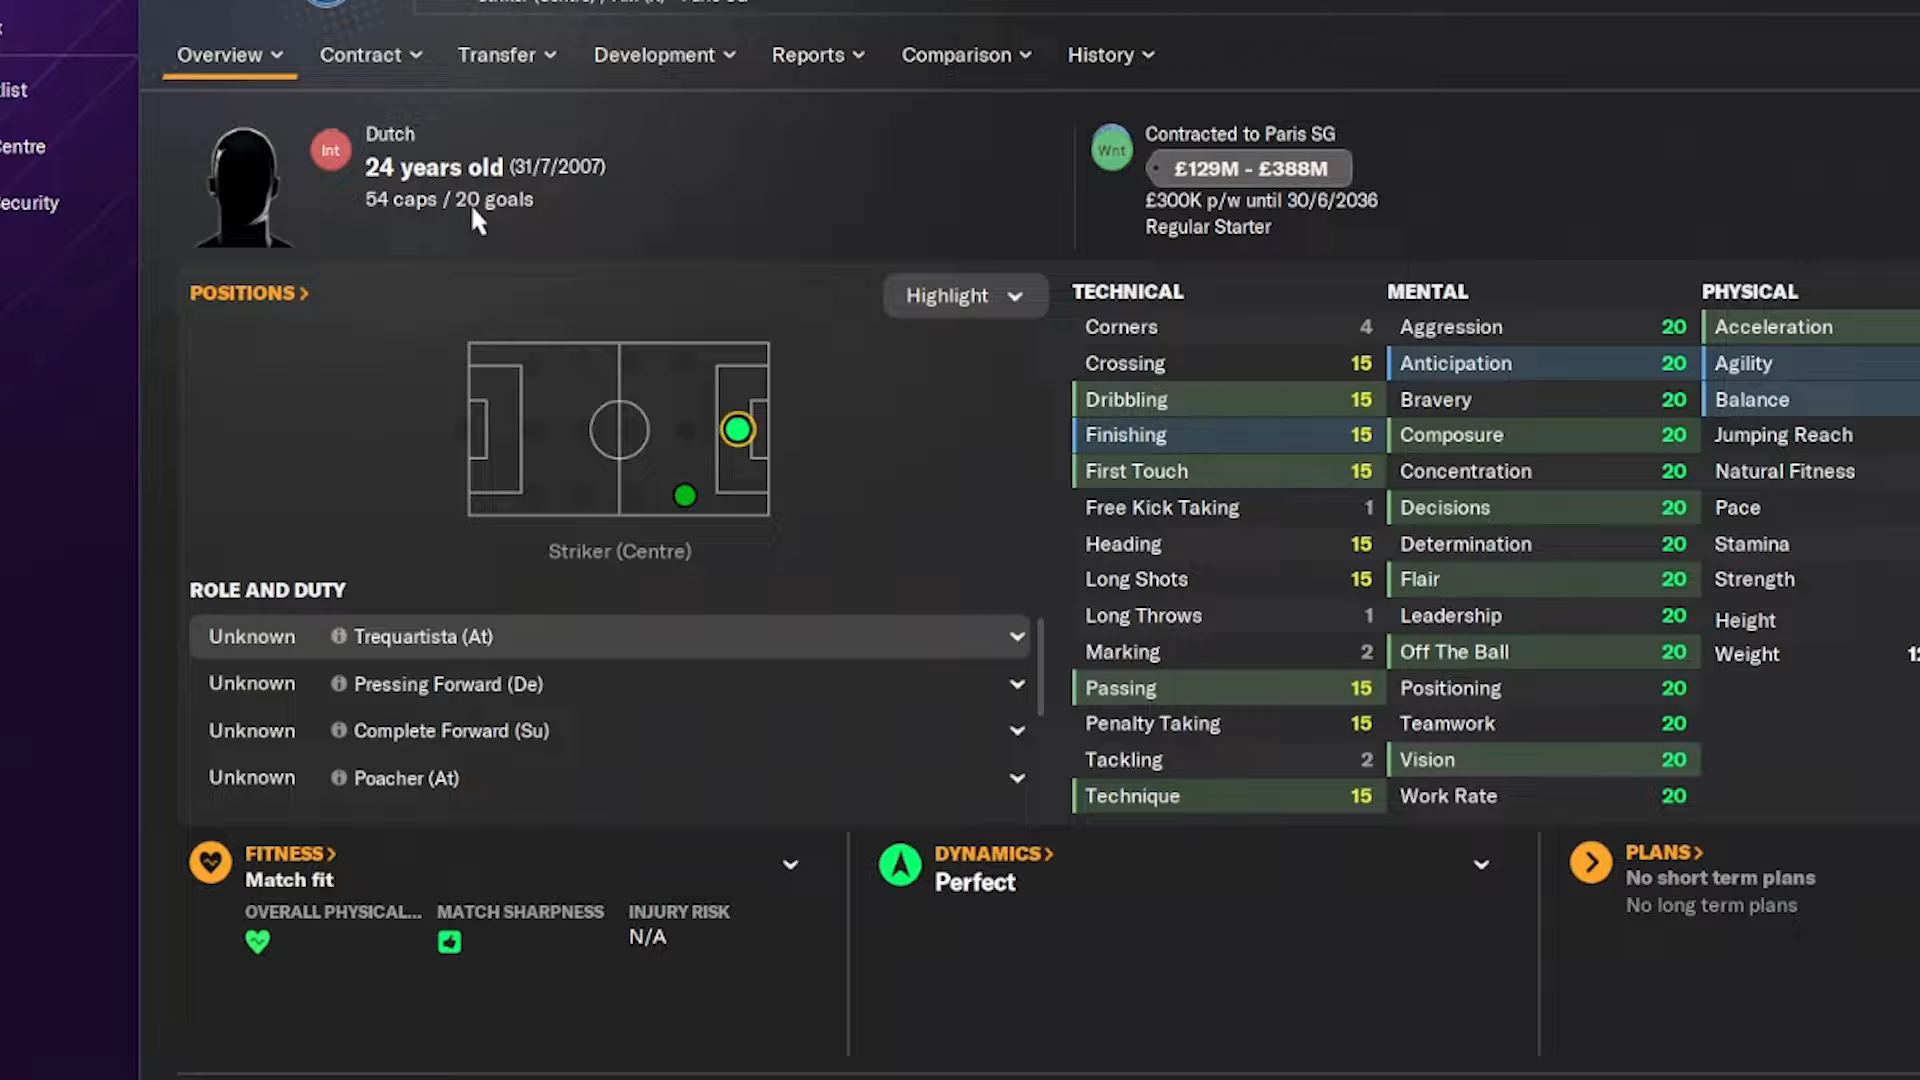 list
Centre
Security
Overview Contract Transfer Development Reports Comparison History
Int
Dutch
24 years old (31/7/2007)
54 caps / 20 goals
Wnt
Contracted to Paris SG
£129M - £388M
£300K p/w until 30/6/2036
Regular Starter
POSITIONS >
Highlight
Striker (Centre)
ROLE AND DUTY
Unknown Trequartista (At)
Unknown Pressing Forward (De)
Unknown Complete Forward (Su)
Unknown Poacher (At)
TECHNICAL
Corners 4
Crossing 15
Dribbling 15
Finishing 15
First Touch 15
Free Kick Taking 1
Heading 15
Long Shots 15
Long Throws 1
Marking 2
Passing 15
Penalty Taking 15
Tackling 2
Technique 15
MENTAL
Aggression 20
Anticipation 20
Bravery 20
Composure 20
Concentration 20
Decisions 20
Determination 20
Flair 20
Leadership 20
Off The Ball 20
Positioning 20
Teamwork 20
Vision 20
Work Rate 20
PHYSICAL
Acceleration
Agility
Balance
Jumping Reach
Natural Fitness
Pace
Stamina
Strength
Height
Weight 12
FITNESS >
Match fit
OVERALL PHYSICAL... MATCH SHARPNESS INJURY RISK
N/A
DYNAMICS >
Perfect
PLANS >
No short term plans
No long term plans